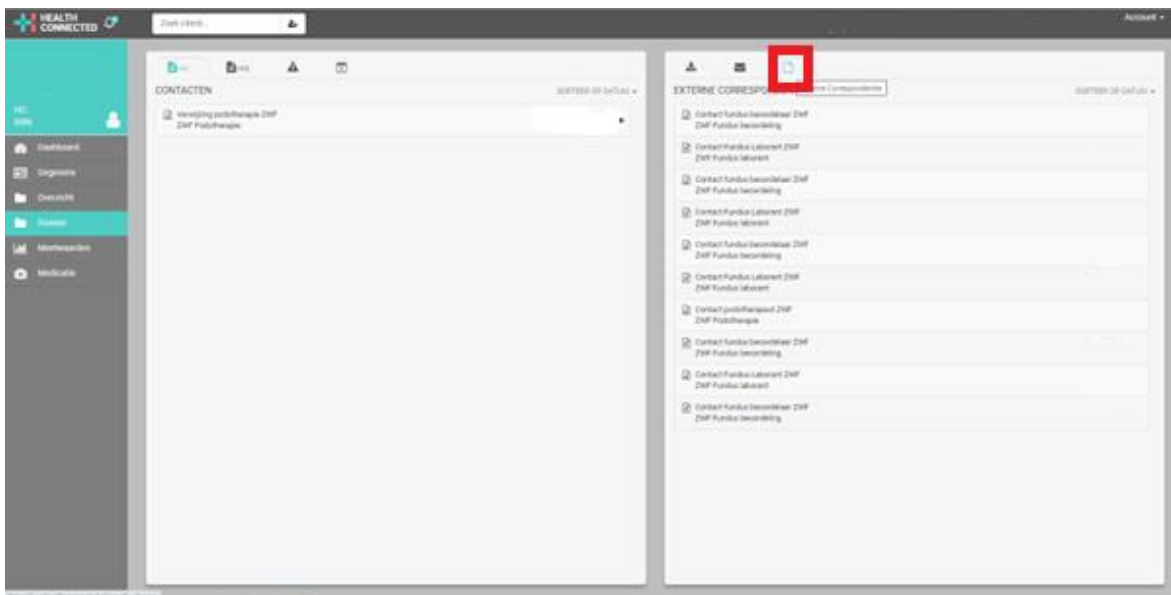 HEALTH
CONNECTED
Zoek cliënt...
Account
CONTACTEN
SORTEER OP DATUM
Verwijzing podotherapie ZWF
ZWF Podotherapie
Dashboard
Gegevens
Overzicht
Dossier
Meetwaarden
Medicatie
EXTERNE CORRESPO
Externe Correspondentie
SORTEER OP DATUM
Contact fundus beoordelaar ZWF
ZWF Fundus beoordeling
Contact Fundus Laborant ZWF
ZWF Fundus laborant
Contact fundus beoordelaar ZWF
ZWF Fundus beoordeling
Contact Fundus Laborant ZWF
ZWF Fundus laborant
Contact fundus beoordelaar ZWF
ZWF Fundus beoordeling
Contact Fundus Laborant ZWF
ZWF Fundus laborant
Contact podotherapeut ZWF
ZWF Podotherapie
Contact fundus beoordelaar ZWF
ZWF Fundus beoordeling
Contact Fundus Laborant ZWF
ZWF Fundus laborant
Contact fundus beoordelaar ZWF
ZWF Fundus beoordeling